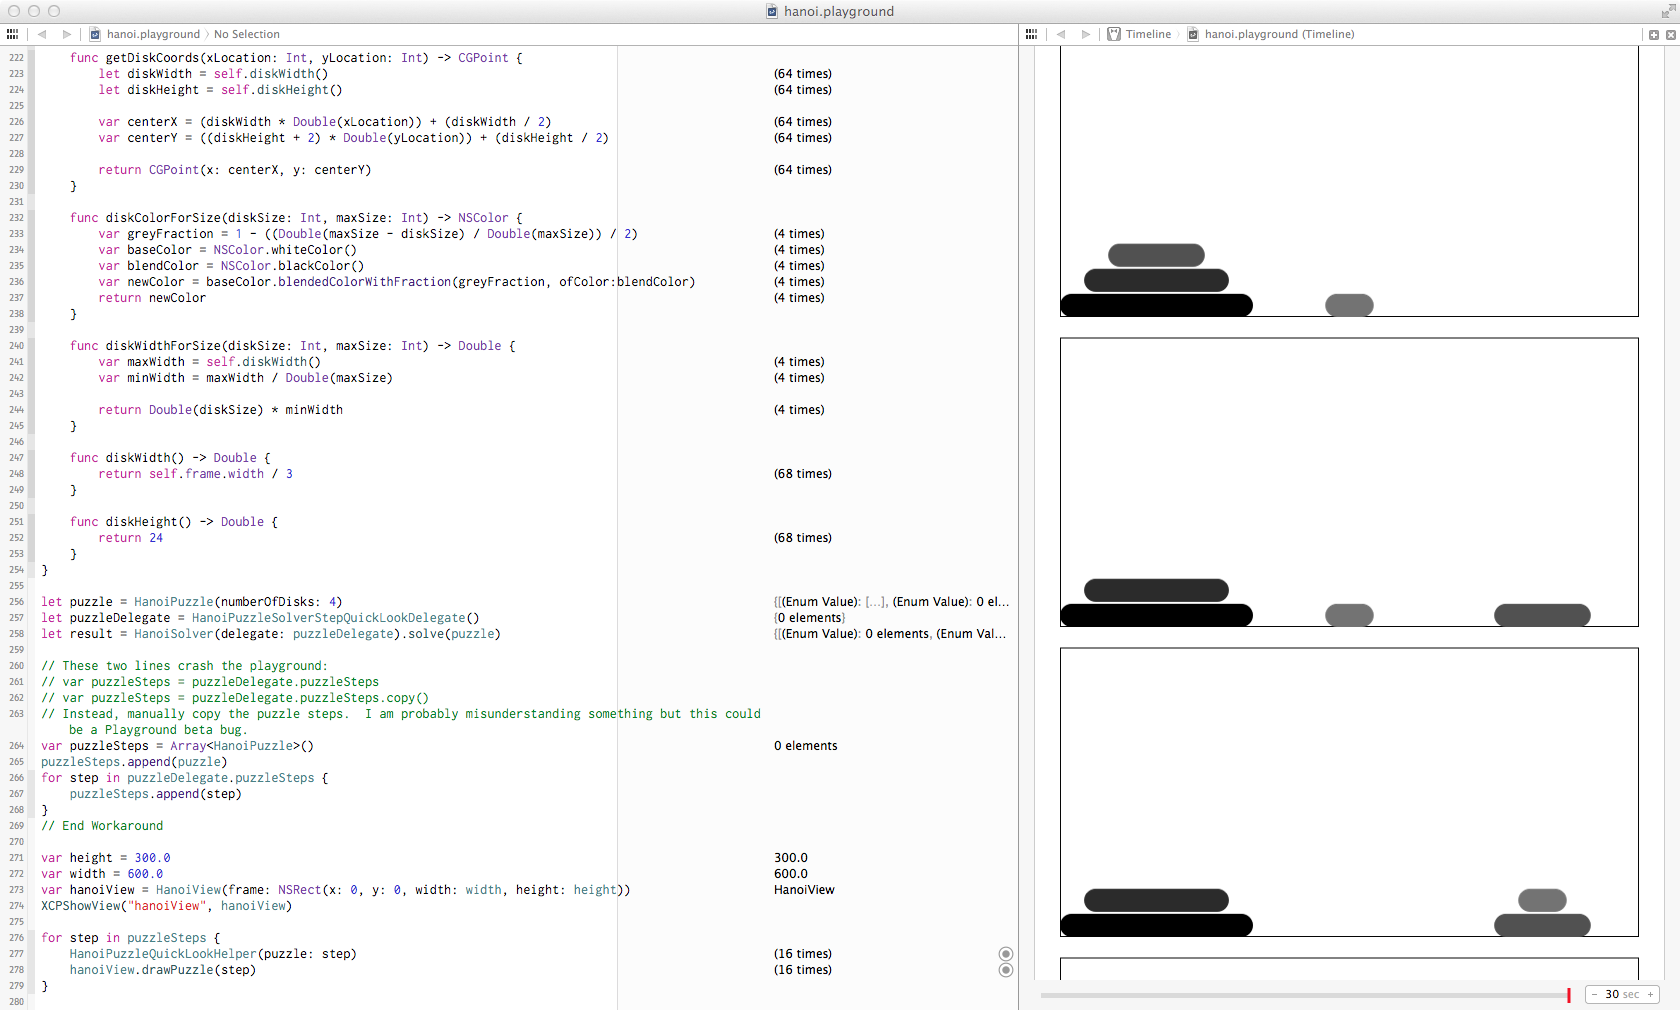 hanoi.playground
hanoi.playground › No Selection
Timeline hanoi.playground (Timeline)
222 func getDiskCoords(xLocation: Int, yLocation: Int) -> CGPoint {
223 let diskWidth = self.diskWidth() (64 times)
224 let diskHeight = self.diskHeight() (64 times)
225
226 var centerX = (diskWidth * Double(xLocation)) + (diskWidth / 2) (64 times)
227 var centerY = ((diskHeight + 2) * Double(yLocation)) + (diskHeight / 2) (64 times)
228
229 return CGPoint(x: centerX, y: centerY) (64 times)
230 }
231
232 func diskColorForSize(diskSize: Int, maxSize: Int) -> NSColor {
233 var greyFraction = 1 - ((Double(maxSize - diskSize) / Double(maxSize)) / 2) (4 times)
234 var baseColor = NSColor.whiteColor() (4 times)
235 var blendColor = NSColor.blackColor() (4 times)
236 var newColor = baseColor.blendedColorWithFraction(greyFraction, ofColor:blendColor) (4 times)
237 return newColor (4 times)
238 }
239
240 func diskWidthForSize(diskSize: Int, maxSize: Int) -> Double {
241 var maxWidth = self.diskWidth() (4 times)
242 var minWidth = maxWidth / Double(maxSize) (4 times)
243
244 return Double(diskSize) * minWidth (4 times)
245 }
246
247 func diskWidth() -> Double {
248 return self.frame.width / 3 (68 times)
249 }
250
251 func diskHeight() -> Double {
252 return 24 (68 times)
253 }
254 }
255
256 let puzzle = HanoiPuzzle(numberOfDisks: 4) {[(Enum Value): [...], (Enum Value): 0 el...
257 let puzzleDelegate = HanoiPuzzleSolverStepQuickLookDelegate() {0 elements}
258 let result = HanoiSolver(delegate: puzzleDelegate).solve(puzzle) {[(Enum Value): 0 elements, (Enum Val...
259
260 // These two lines crash the playground:
261 // var puzzleSteps = puzzleDelegate.puzzleSteps
262 // var puzzleSteps = puzzleDelegate.puzzleSteps.copy()
263 // Instead, manually copy the puzzle steps.  I am probably misunderstanding something but this could
be a Playground beta bug.
264 var puzzleSteps = Array<HanoiPuzzle>() 0 elements
265 puzzleSteps.append(puzzle)
266 for step in puzzleDelegate.puzzleSteps {
267 puzzleSteps.append(step)
268 }
269 // End Workaround
270
271 var height = 300.0 300.0
272 var width = 600.0 600.0
273 var hanoiView = HanoiView(frame: NSRect(x: 0, y: 0, width: width, height: height)) HanoiView
274 XCPShowView("hanoiView", hanoiView)
275
276 for step in puzzleSteps {
277 HanoiPuzzleQuickLookHelper(puzzle: step) (16 times)
278 hanoiView.drawPuzzle(step) (16 times)
279 }
280
- 30 sec +